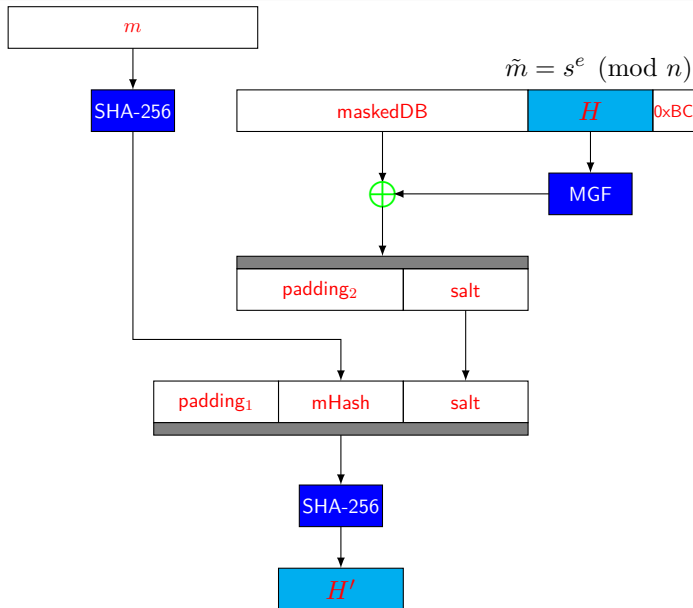 m
m̃ = s^e (mod n)
SHA-256
maskedDB H 0xBC
MGF
padding₂ salt
padding₁ mHash salt
SHA-256
H′